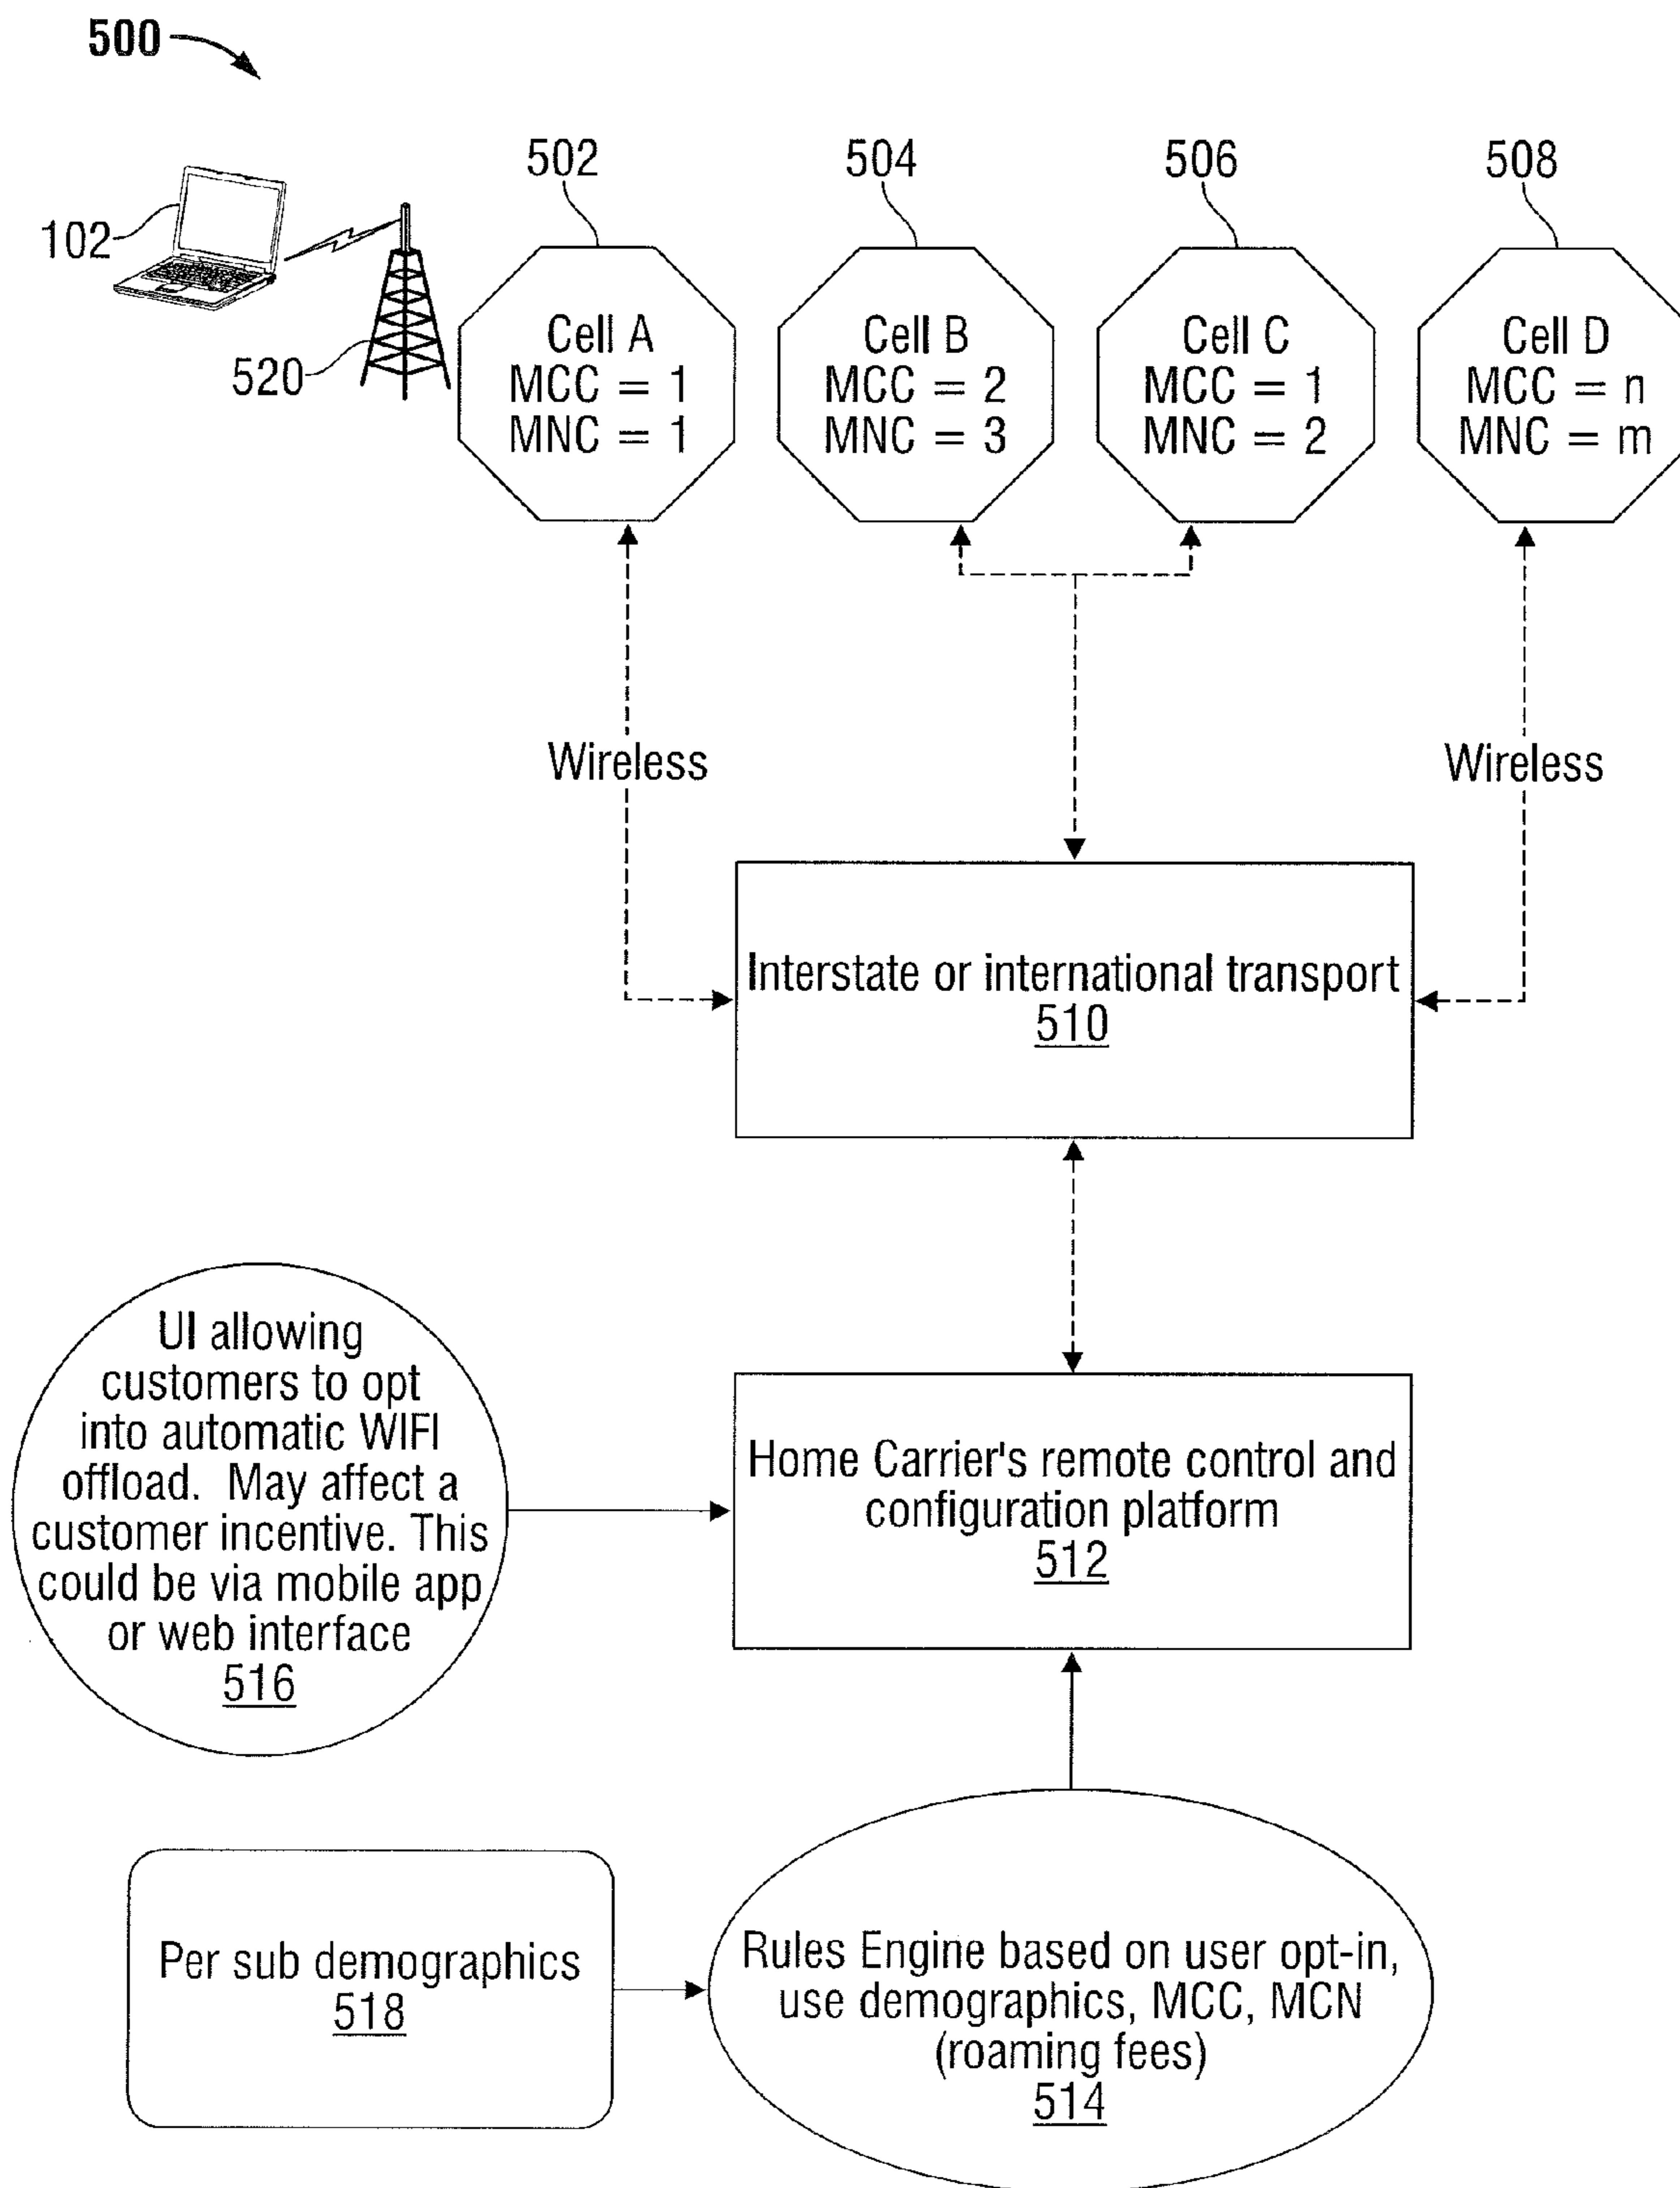 500
502
504
506
508
102
520
Cell A
MCC = 1
MNC = 1
Cell B
MCC = 2
MNC = 3
Cell C
MCC = 1
MNC = 2
Cell D
MCC = n
MNC = m
Wireless
Wireless
Interstate or international transport
510
UI allowing
customers to opt
into automatic WIFI
offload. May affect a
customer incentive. This
could be via mobile app
or web interface
516
Home Carrier's remote control and
configuration platform
512
Per sub demographics
518
Rules Engine based on user opt-in,
use demographics, MCC, MCN
(roaming fees)
514